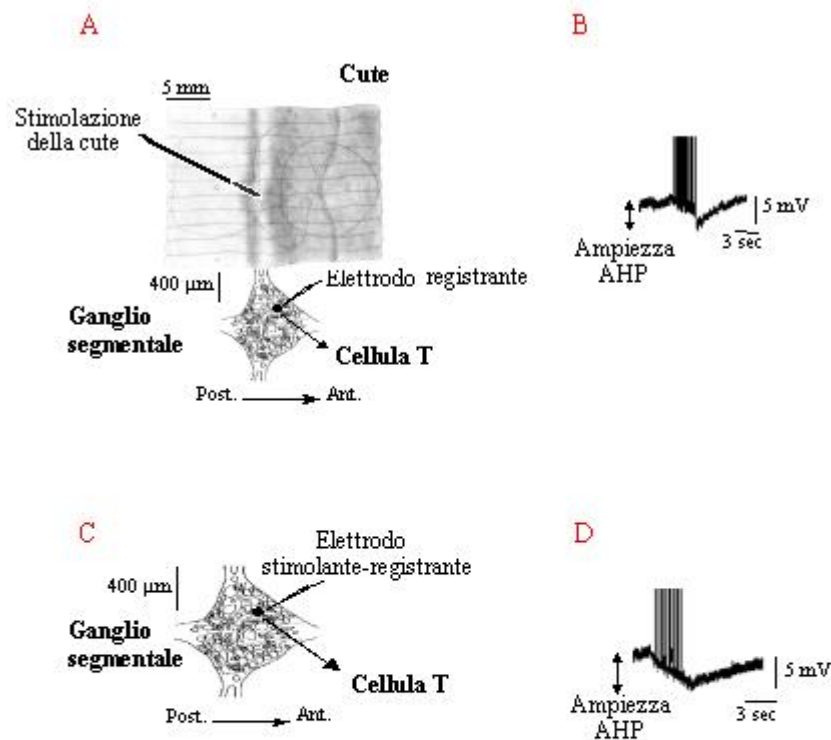 A
Cute
5 mm
Stimolazione
della cute
400 µm
Elettrodo registrante
Ganglio
segmentale
Cellula T
Post.
Ant.
B
5 mV
3 sec
Ampiezza
AHP
C
Elettrodo
stimolante-registrante
400 µm
Ganglio
segmentale
Cellula T
Post.
Ant.
D
5 mV
3 sec
Ampiezza
AHP